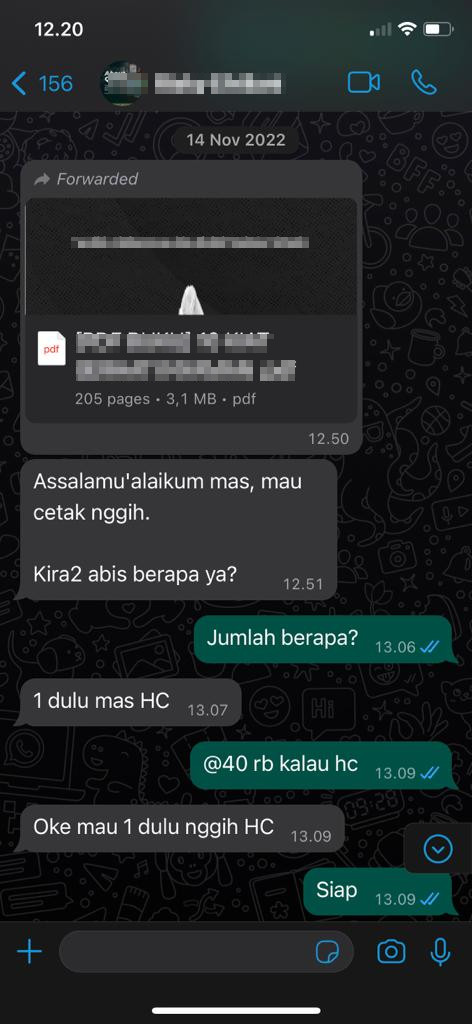 12.20
156
14 Nov 2022
Forwarded
pdf
205 pages • 3,1 MB • pdf
12.50
Assalamu'alaikum mas, mau
cetak nggih.
Kira2 abis berapa ya?
12.51
Jumlah berapa?
13.06
1 dulu mas HC
13.07
@40 rb kalau hc
13.09
Oke mau 1 dulu nggih HC
13.09
Siap
13.09